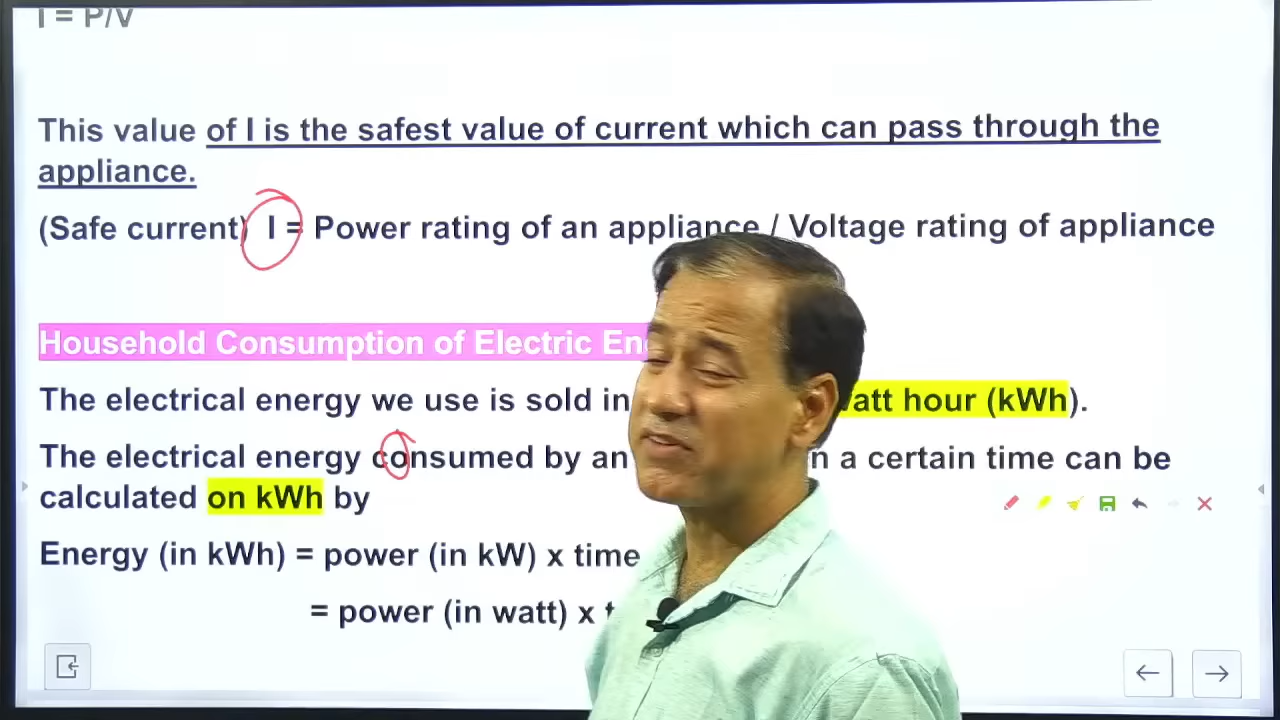 I = P/V
This value of I is the safest value of current which can pass through the
appliance.
(Safe current) I = Power rating of an appliance / Voltage rating of appliance
Household Consumption of Electric
The electrical energy we use is sold in hour (kWh).
The electrical energy consumed by an a certain time can be
calculated on kWh by
Energy (in kWh) = power (in kW) x time
= power (in watt) x